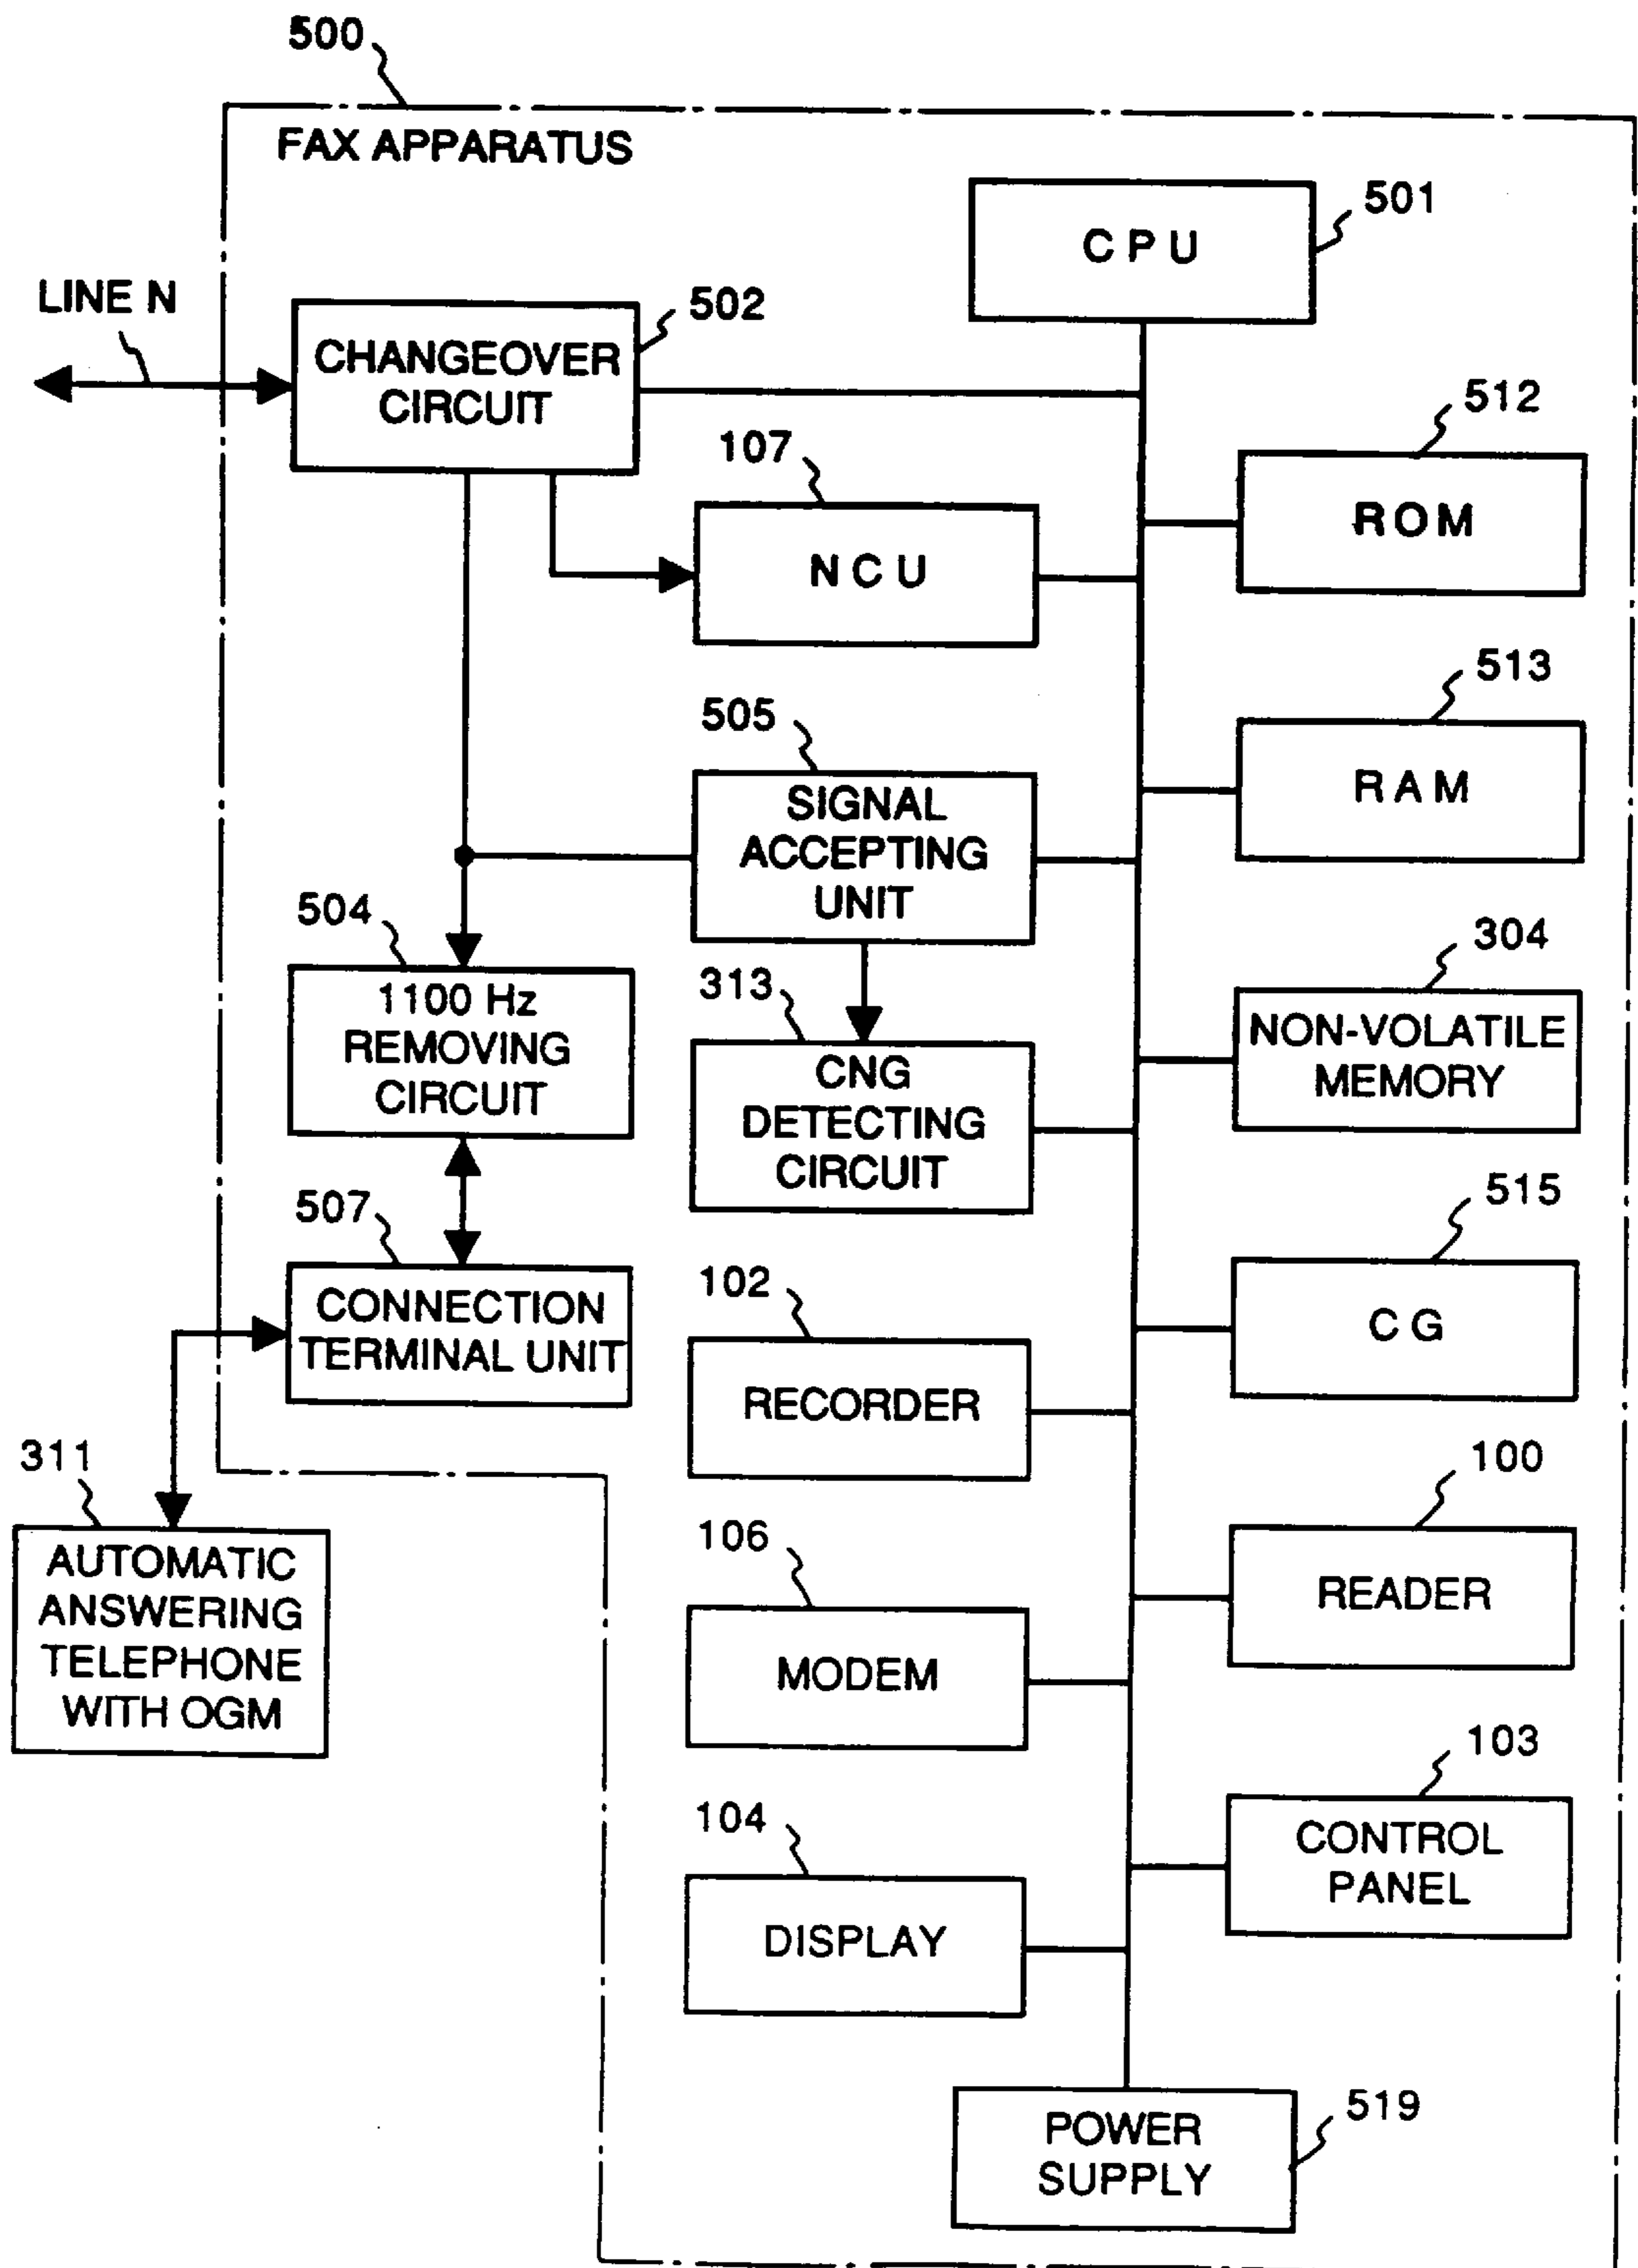 500
FAX APPARATUS
CPU
501
LINE N
CHANGEOVER
CIRCUIT
502
512
ROM
107
NCU
513
RAM
505
SIGNAL
ACCEPTING
UNIT
504
1100 Hz
REMOVING
CIRCUIT
313
CNG
DETECTING
CIRCUIT
304
NON-VOLATILE
MEMORY
507
CONNECTION
TERMINAL UNIT
515
CG
102
RECORDER
311
AUTOMATIC
ANSWERING
TELEPHONE
WITH OGM
100
READER
106
MODEM
103
CONTROL
PANEL
104
DISPLAY
POWER
SUPPLY
519